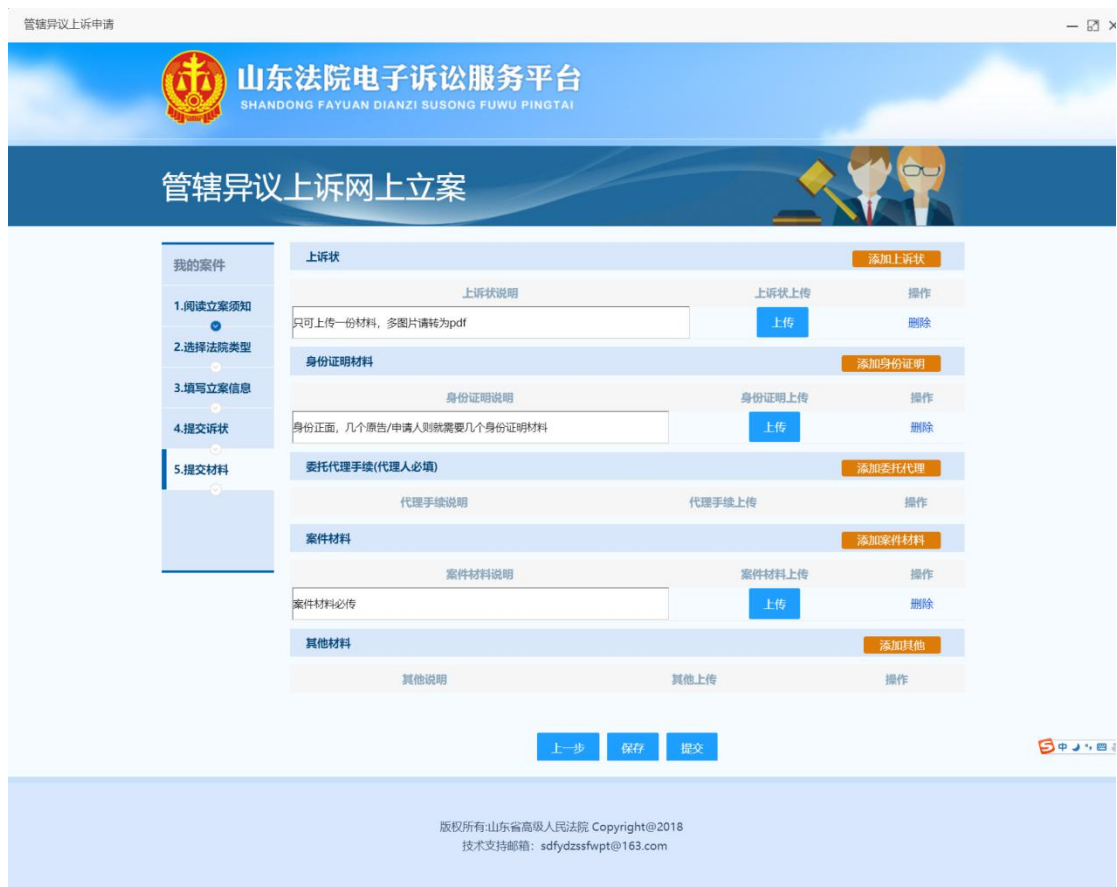 管辖异议上诉申请
山东法院电子诉讼服务平台
SHANDONG FAYUAN DIANZI SUSONG FUWU PINGTAI
管辖异议上诉网上立案
我的案件
1.阅读立案须知
2.选择法院类型
3.填写立案信息
4.提交诉状
5.提交材料
上诉状 添加上诉状
上诉状说明 上诉状上传 操作
只可上传一份材料，多图片请转为pdf 上传 删除
身份证明材料 添加身份证明
身份证明说明 身份证明上传 操作
身份正面，几个原告/申请人则就需要几个身份证明材料 上传 删除
委托代理手续(代理人必填) 添加委托代理
代理手续说明 代理手续上传 操作
案件材料 添加案件材料
案件材料说明 案件材料上传 操作
案件材料必传 上传 删除
其他材料 添加其他
其他说明 其他上传 操作
上一步 保存 提交
中
版权所有:山东省高级人民法院 Copyright@2018
技术支持邮箱：sdfydzssfwpt@163.com